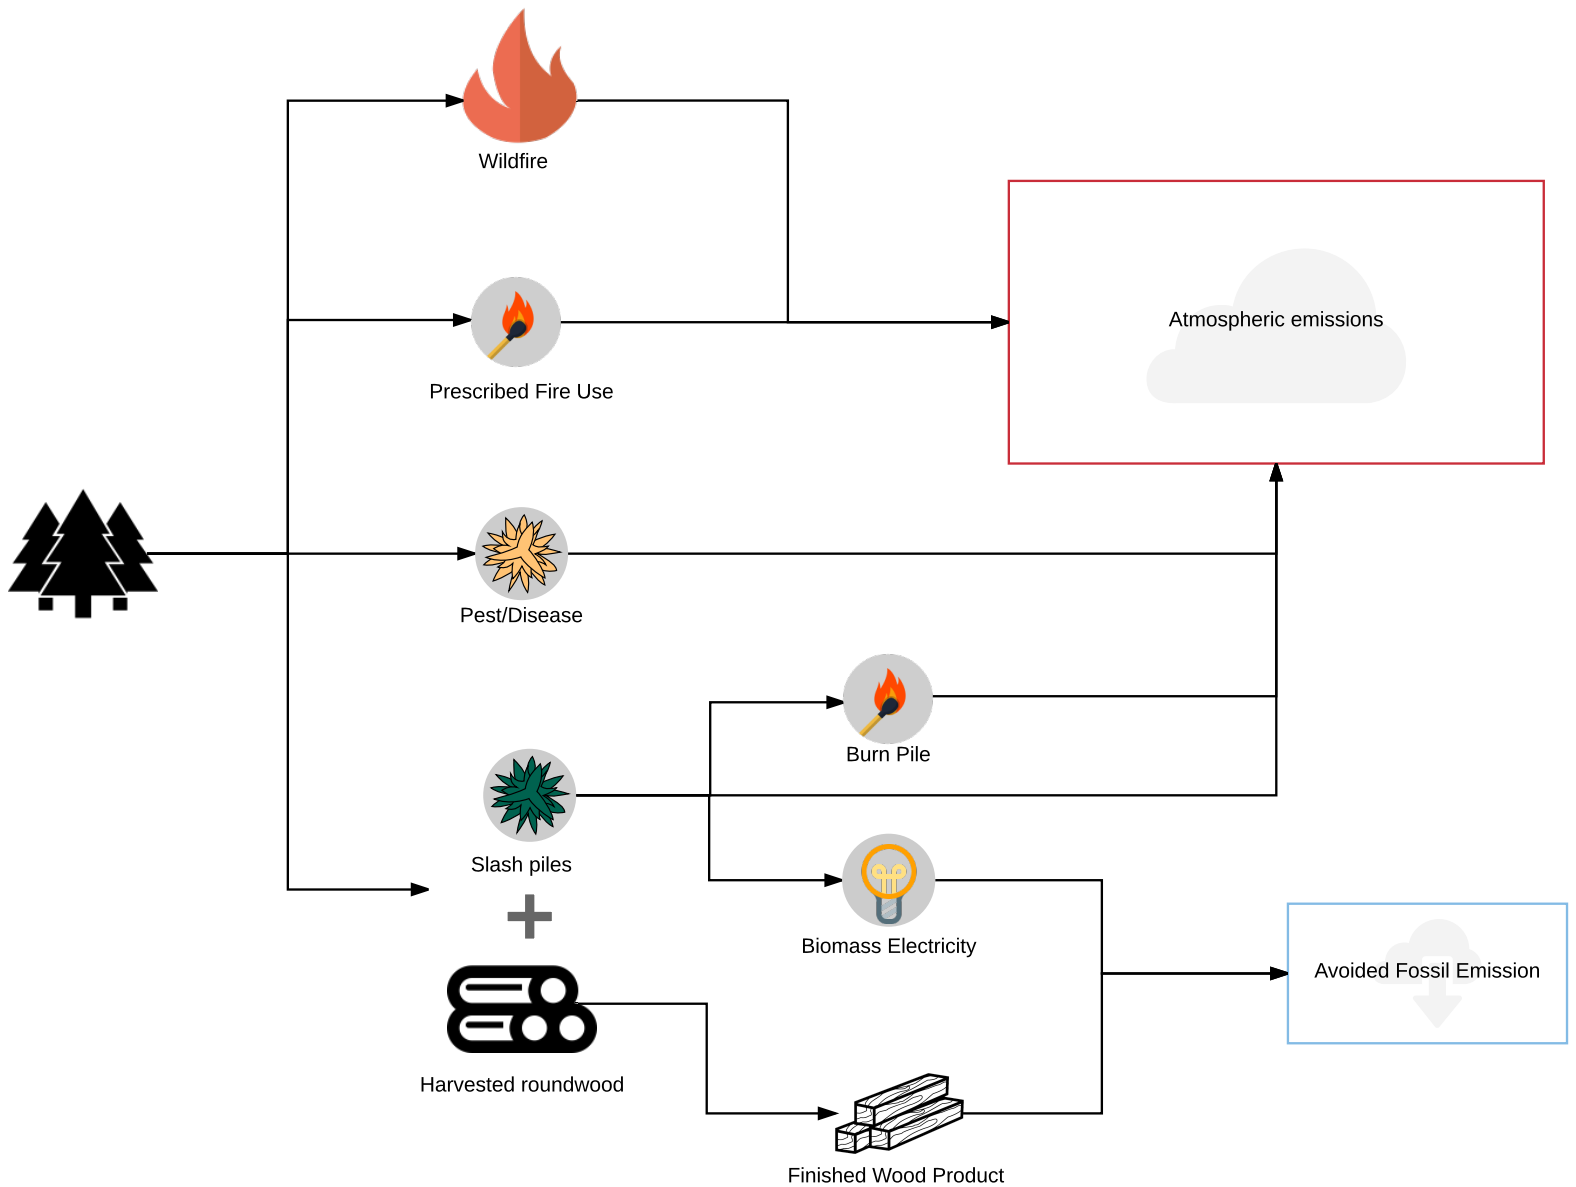 Wildfire
Atmospheric emissions
Prescribed Fire Use
Pest/Disease
Burn Pile
Slash piles
Biomass Electricity
Avoided Fossil Emission
Harvested roundwood
Finished Wood Product